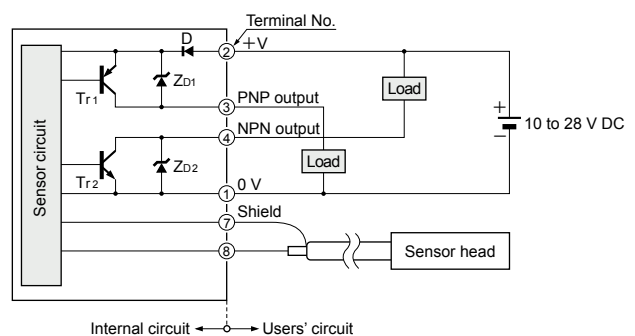 Terminal No.
D
② +V
ZD1
Tr1
Load
③ PNP output
+
10 to 28 V DC
−
④ NPN output
Sensor circuit
Load
ZD2
Tr2
① 0 V
⑦ Shield
⑧
Sensor head
Internal circuit
Users' circuit